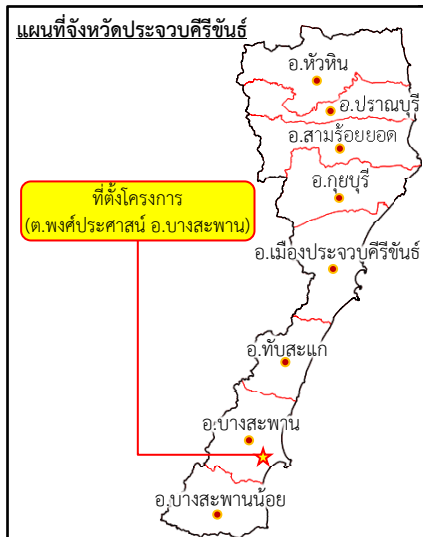 แผนที่จังหวัดประจวบคีรีขันธ์
อ.หัวหิน
อ.ปราณบุรี
อ.สามร้อยยอด
อ.กุยบุรี
ที่ตั้งโครงการ
(ต.พงศ์ประศาสน์ อ.บางสะพาน)
อ.เมืองประจวบคีรีขันธ์
อ.ทับสะแก
อ.บางสะพาน
อ.บางสะพานน้อย